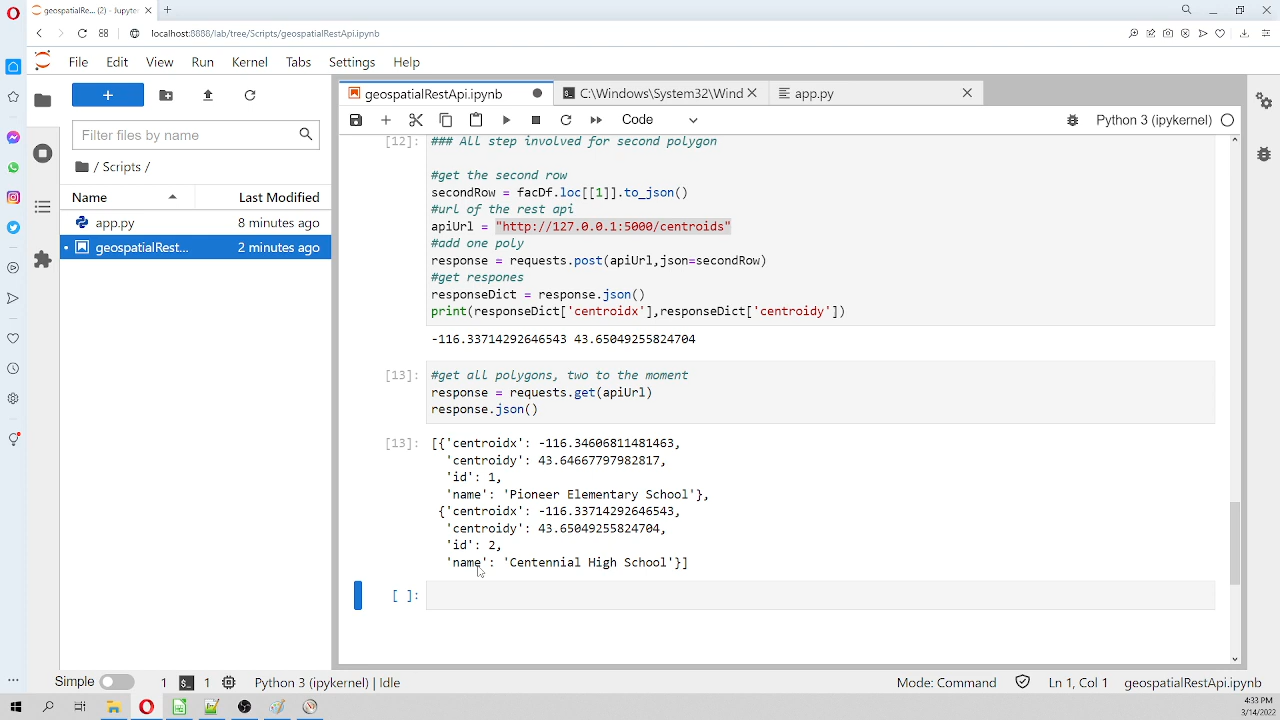 geospatialRe... (2) - Jupyte
localhost:8888/lab/tree/Scripts/geospatialRestApi.ipynb
File Edit View Run Kernel Tabs Settings Help
geospatialRestApi.ipynb
C:\Windows\System32\Wind
app.py
Filter files by name
Code
Python 3 (ipykernel)
/ Scripts /
Name Last Modified
app.py 8 minutes ago
geospatialRest... 2 minutes ago
[12]: ### All step involved for second polygon
#get the second row
secondRow = facDf.loc[[1]].to_json()
#url of the rest api
apiUrl = "http://127.0.0.1:5000/centroids"
#add one poly
response = requests.post(apiUrl,json=secondRow)
#get respones
responseDict = response.json()
print(responseDict['centroidx'],responseDict['centroidy'])
-116.33714292646543 43.65049255824704
[13]: #get all polygons, two to the moment
response = requests.get(apiUrl)
response.json()
[13]: [{'centroidx': -116.34606811481463,
'centroidy': 43.64667797982817,
'id': 1,
'name': 'Pioneer Elementary School'},
{'centroidx': -116.33714292646543,
'centroidy': 43.65049255824704,
'id': 2,
'name': 'Centennial High School'}]
[ ]:
Simple 1 1 Python 3 (ipykernel) | Idle
Mode: Command Ln 1, Col 1 geospatialRestApi.ipynb
4:33 PM
3/14/2022